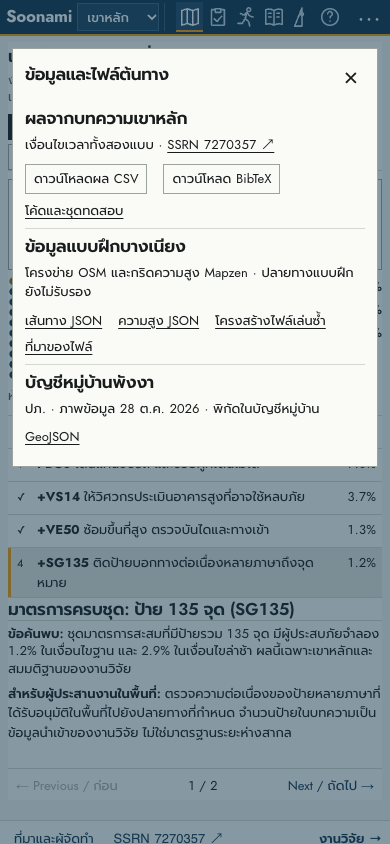 Soonami เขาหลัก
ข้อมูลและไฟล์ต้นทาง ×
ผลจากบทความเขาหลัก
เงื่อนไขเวลาทั้งสองแบบ · SSRN 7270357 ↗
ดาวน์โหลดผล CSV ดาวน์โหลด BibTeX
โค้ดและชุดทดสอบ
ข้อมูลแบบฝึกบางเนียง
โครงข่าย OSM และกริดความสูง Mapzen · ปลายทางแบบฝึก
ยังไม่รับรอง
เส้นทาง JSON ความสูง JSON โครงสร้างไฟล์เล่นซ้ำ
ที่มาของไฟล์
บัญชีหมู่บ้านพังงา
ปภ. · ภาพข้อมูล 28 ต.ค. 2026 · พิกัดในบัญชีหมู่บ้าน
GeoJSON
✓ +VS14 ให้วิศวกรประเมินอาคารสูงที่อาจใช้หลบภัย 3.7%
✓ +VE50 ซ้อมขึ้นที่สูง ตรวจบันไดและทางเข้า 1.3%
4 +SG135 ติดป้ายบอกทางต่อเนื่องหลายภาษาถึงจุด 1.2%
หมาย
มาตรการครบชุด: ป้าย 135 จุด (SG135)
ข้อค้นพบ: ชุดมาตรการสะสมที่มีป้ายรวม 135 จุด มีผู้ประสบภัยจำลอง
1.2% ในเงื่อนไขฐาน และ 2.9% ในเงื่อนไขล่าช้า ผลนี้เฉพาะเขาหลักและ
สมมติฐานของงานวิจัย
สำหรับผู้ประสานงานในพื้นที่: ตรวจความต่อเนื่องของป้ายหลายภาษาที่
ได้รับอนุมัติในพื้นที่ไปยังปลายทางที่กำหนด จำนวนป้ายในบทความเป็น
ข้อมูลนำเข้าของงานวิจัย ไม่ใช่มาตรฐานระยะห่างสากล
← Previous / ก่อน 1 / 2 Next / ถัดไป →
ที่มาและผู้จัดทำ SSRN 7270357 ↗ งานวิจัย →